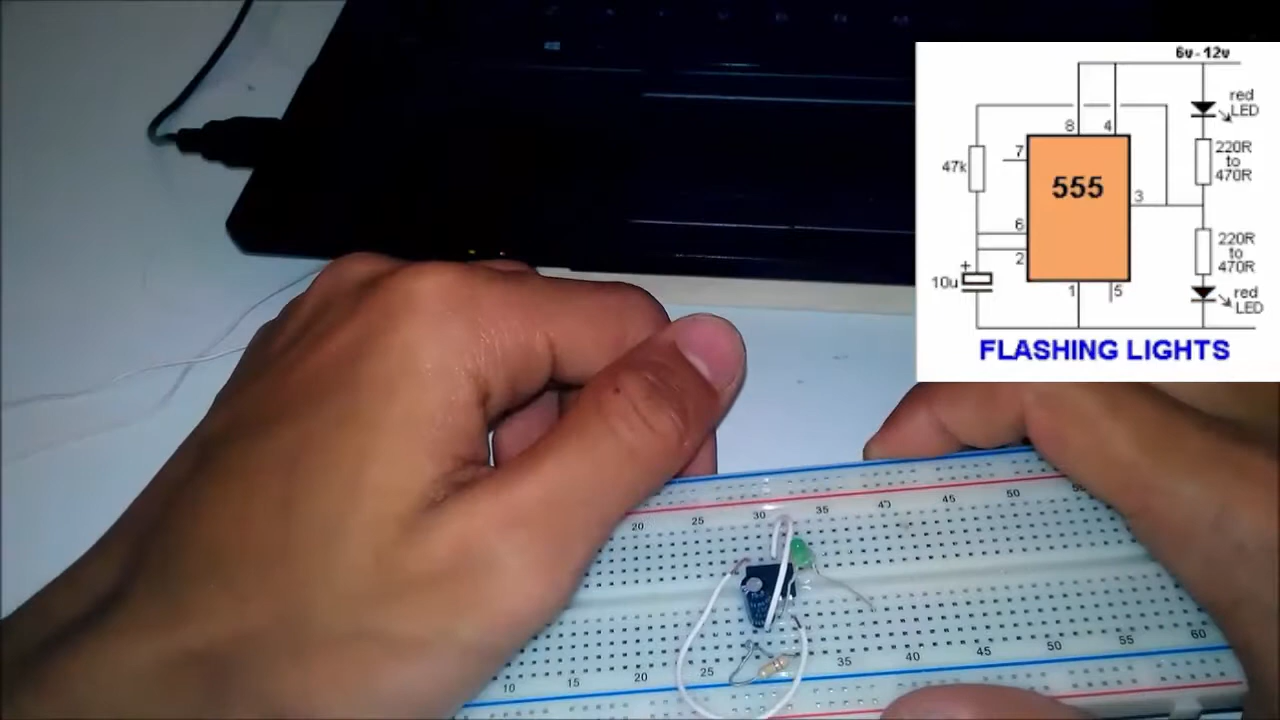 6v-12v
red
LED
8 4
220R
to
470R
7
47k
555
3
6
220R
to
470R
2
+
10u
red
LED
1 5
FLASHING LIGHTS
20 25 30 35 40 45 50
10 15 20 25 35 40 45 50 55 60